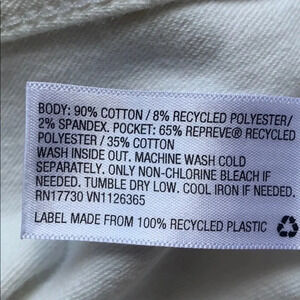 BODY: 90% COTTON / 8% RECYCLED POLYESTER/
2% SPANDEX. POCKET: 65% REPREVE® RECYCLED
POLYESTER / 35% COTTON
WASH INSIDE OUT. MACHINE WASH COLD
SEPARATELY. ONLY NON-CHLORINE BLEACH IF
NEEDED. TUMBLE DRY LOW. COOL IRON IF NEEDED.
RN17730 VN1126365
LABEL MADE FROM 100% RECYCLED PLASTIC